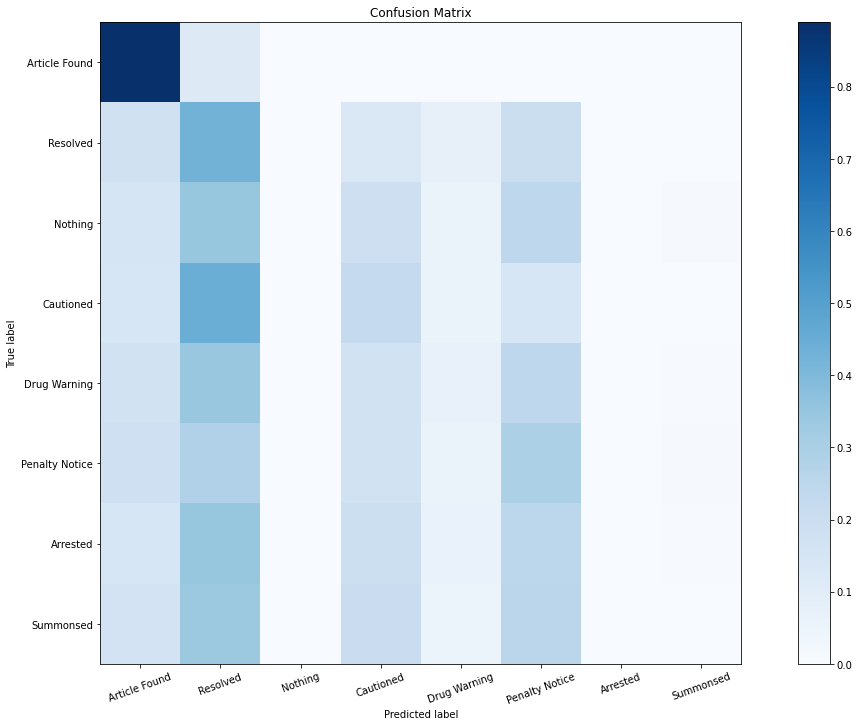 Confusion Matrix
Article Found
Resolved
Nothing
Cautioned
Drug Warning
Penalty Notice
Arrested
Summonsed
True label
Article Found
Resolved
Nothing
Cautioned
Drug Warning
Penalty Notice
Arrested
Summonsed
Predicted label
0.8
0.7
0.6
0.5
0.4
0.3
0.2
0.1
0.0